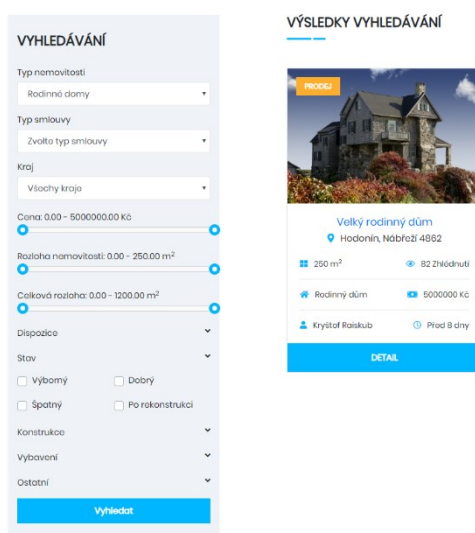 VYHLEDÁVÁNÍ
Typ nemovitosti
Rodinné domy
Typ smlouvy
Zvolte typ smlouvy
Kraj
Všechy kraje
Cena: 0.00 - 5000000.00 Kč
Rozloha nemovitosti: 0.00 - 250.00 m²
Celková rozloha: 0.00 - 1200.00 m²
Dispozice
Stav
Výborný Dobrý
Špatný Po rekonstrukci
Konstrukce
Vybavení
Ostatní
Vyhledat
VÝSLEDKY VYHLEDÁVÁNÍ
PRODEJ
Velký rodinný dům
Hodonín, Nábřeží 4862
250 m² 82 Zhlédnutí
Rodinný dům 5000000 Kč
Kryštof Raiskub Před 8 dny
DETAIL